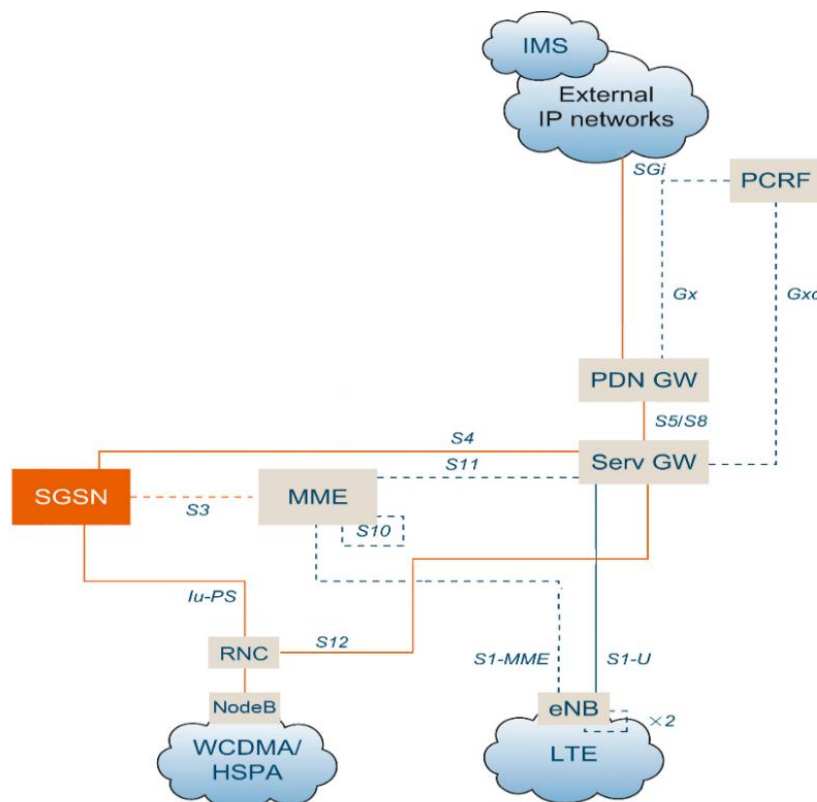 IMS
External
IP networks
SGi
PCRF
Gx
Gxc
PDN GW
S5/S8
S4
S11
Serv GW
SGSN
S3
MME
S10
Iu-PS
RNC
S12
S1-MME
S1-U
NodeB
eNB
×2
WCDMA/
HSPA
LTE